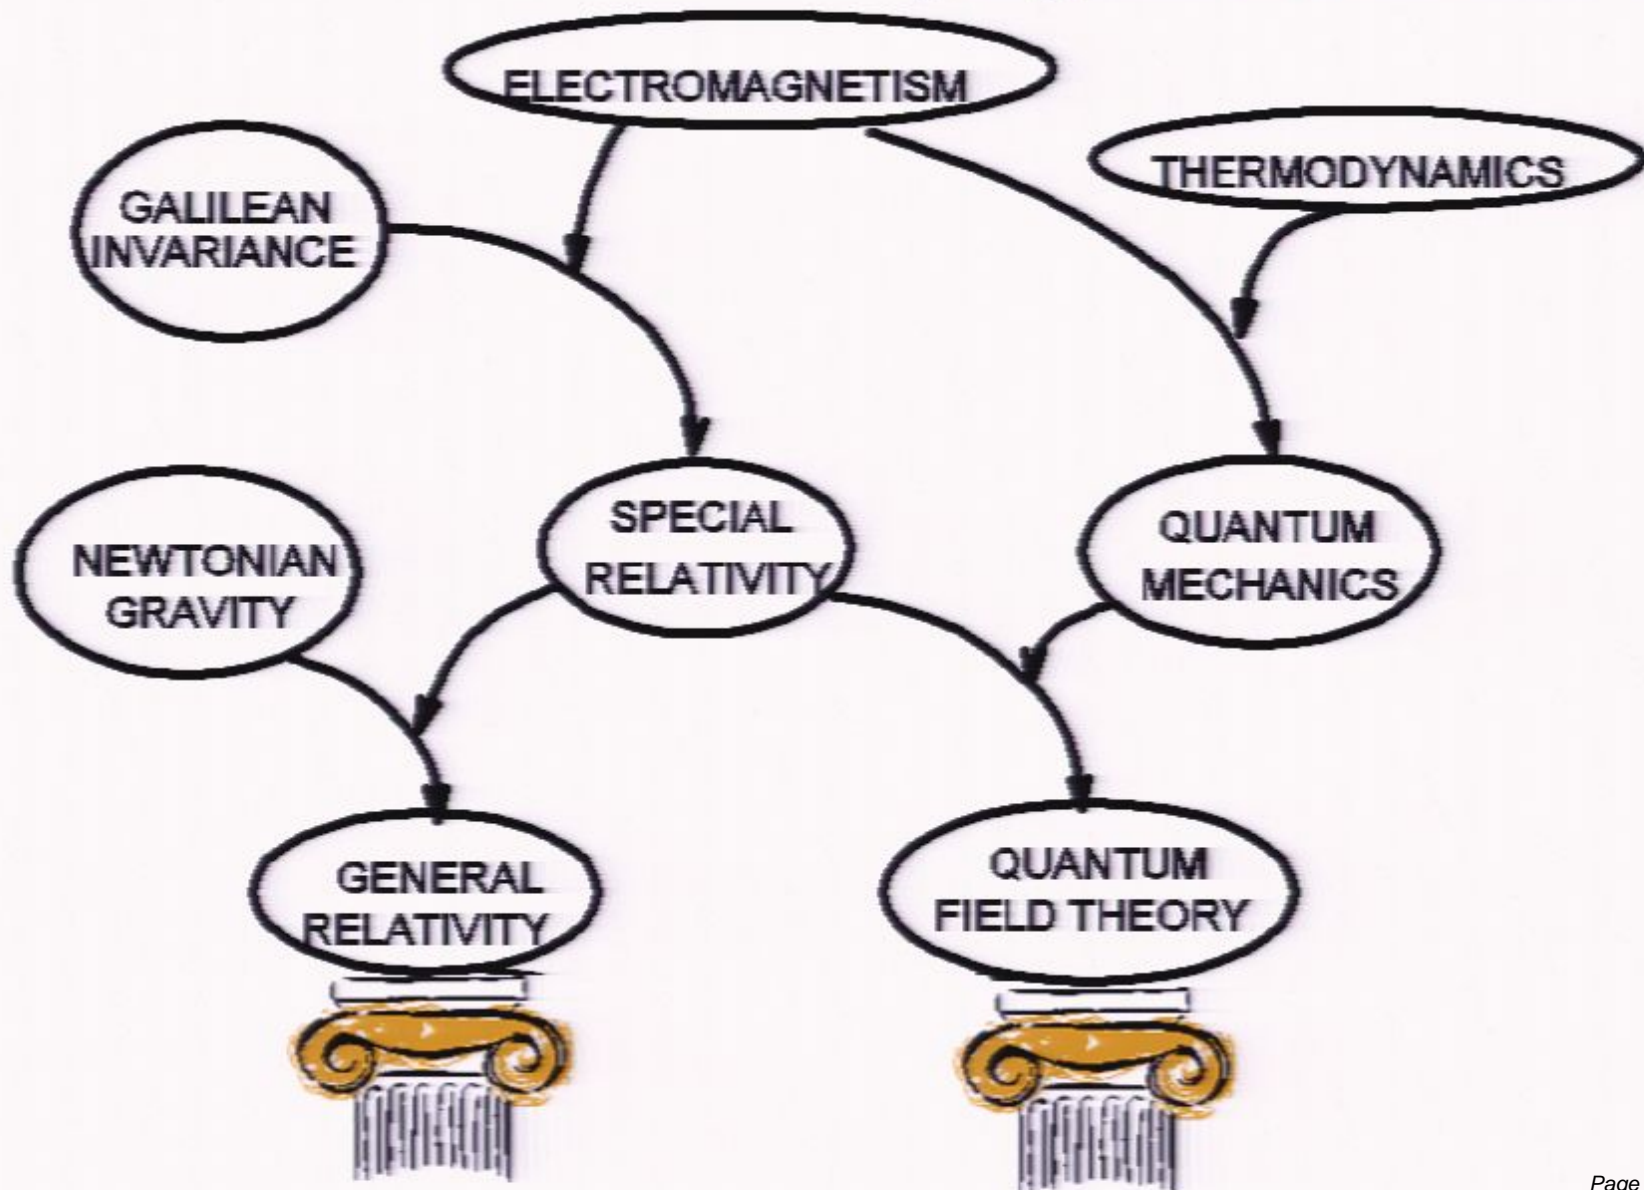 ELECTROMAGNETISM
THERMODYNAMICS
GALILEAN
INVARIANCE
NEWTONIAN
GRAVITY
SPECIAL
RELATIVITY
QUANTUM
MECHANICS
GENERAL
RELATIVITY
QUANTUM
FIELD THEORY
Page